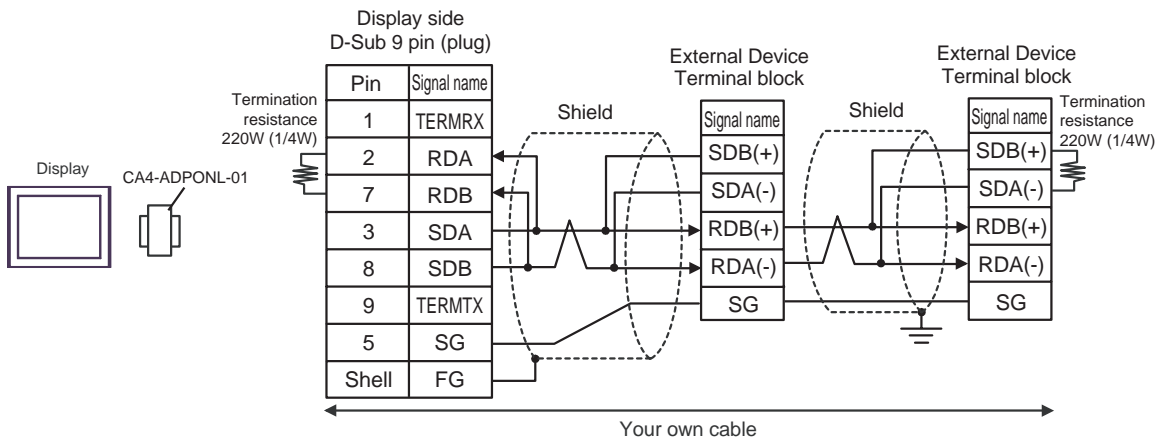 Display side
D-Sub 9 pin (plug)
Pin Signal name
1 TERMRX
2 RDA
7 RDB
3 SDA
8 SDB
9 TERMTX
5 SG
Shell FG
Termination
resistance
220W (1/4W)
Display
CA4-ADPONL-01
Shield
External Device
Terminal block
Signal name
SDB(+)
SDA(-)
RDB(+)
RDA(-)
SG
Shield
External Device
Terminal block
Signal name
SDB(+)
SDA(-)
RDB(+)
RDA(-)
SG
Termination
resistance
220W (1/4W)
Your own cable